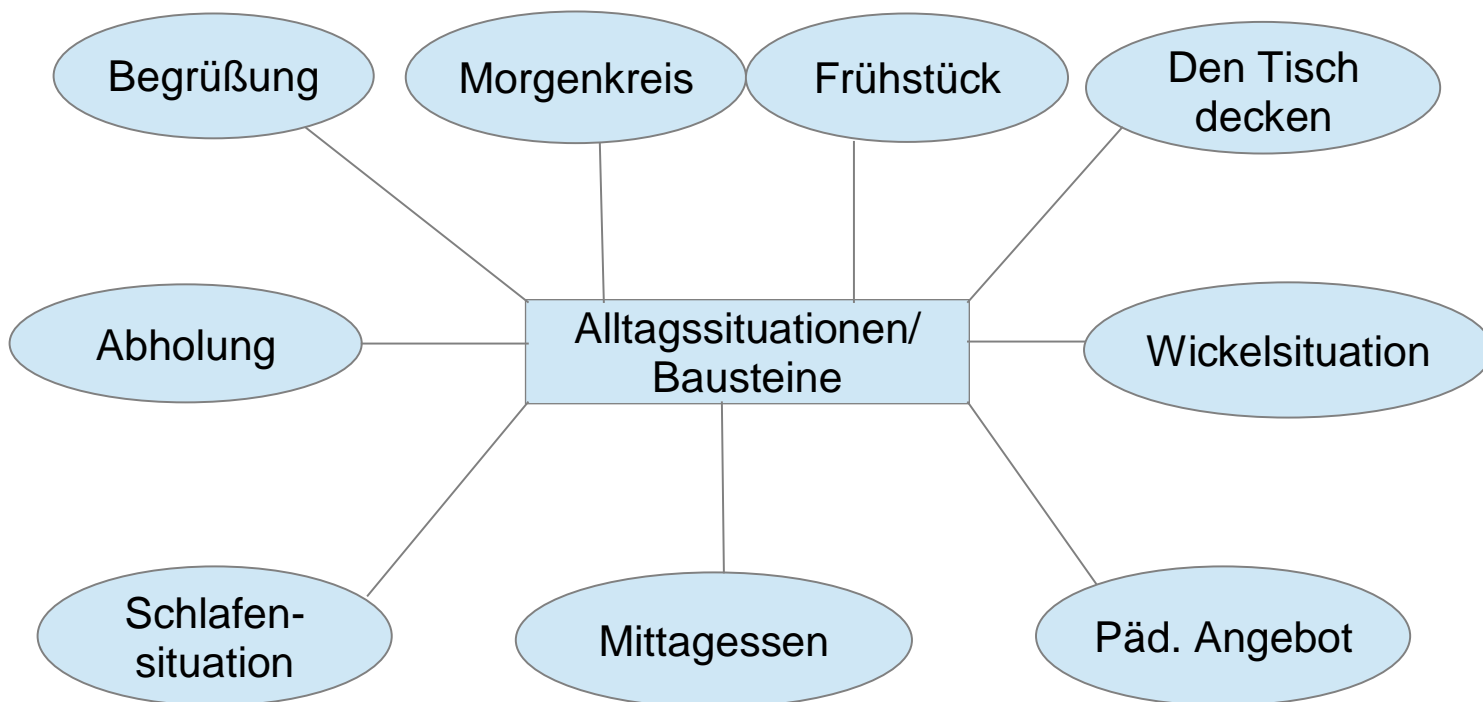 Begrüßung
Morgenkreis
Frühstück
Den Tisch
decken
Abholung
Alltagssituationen/
Bausteine
Wickelsituation
Schlafen-
situation
Mittagessen
Päd. Angebot